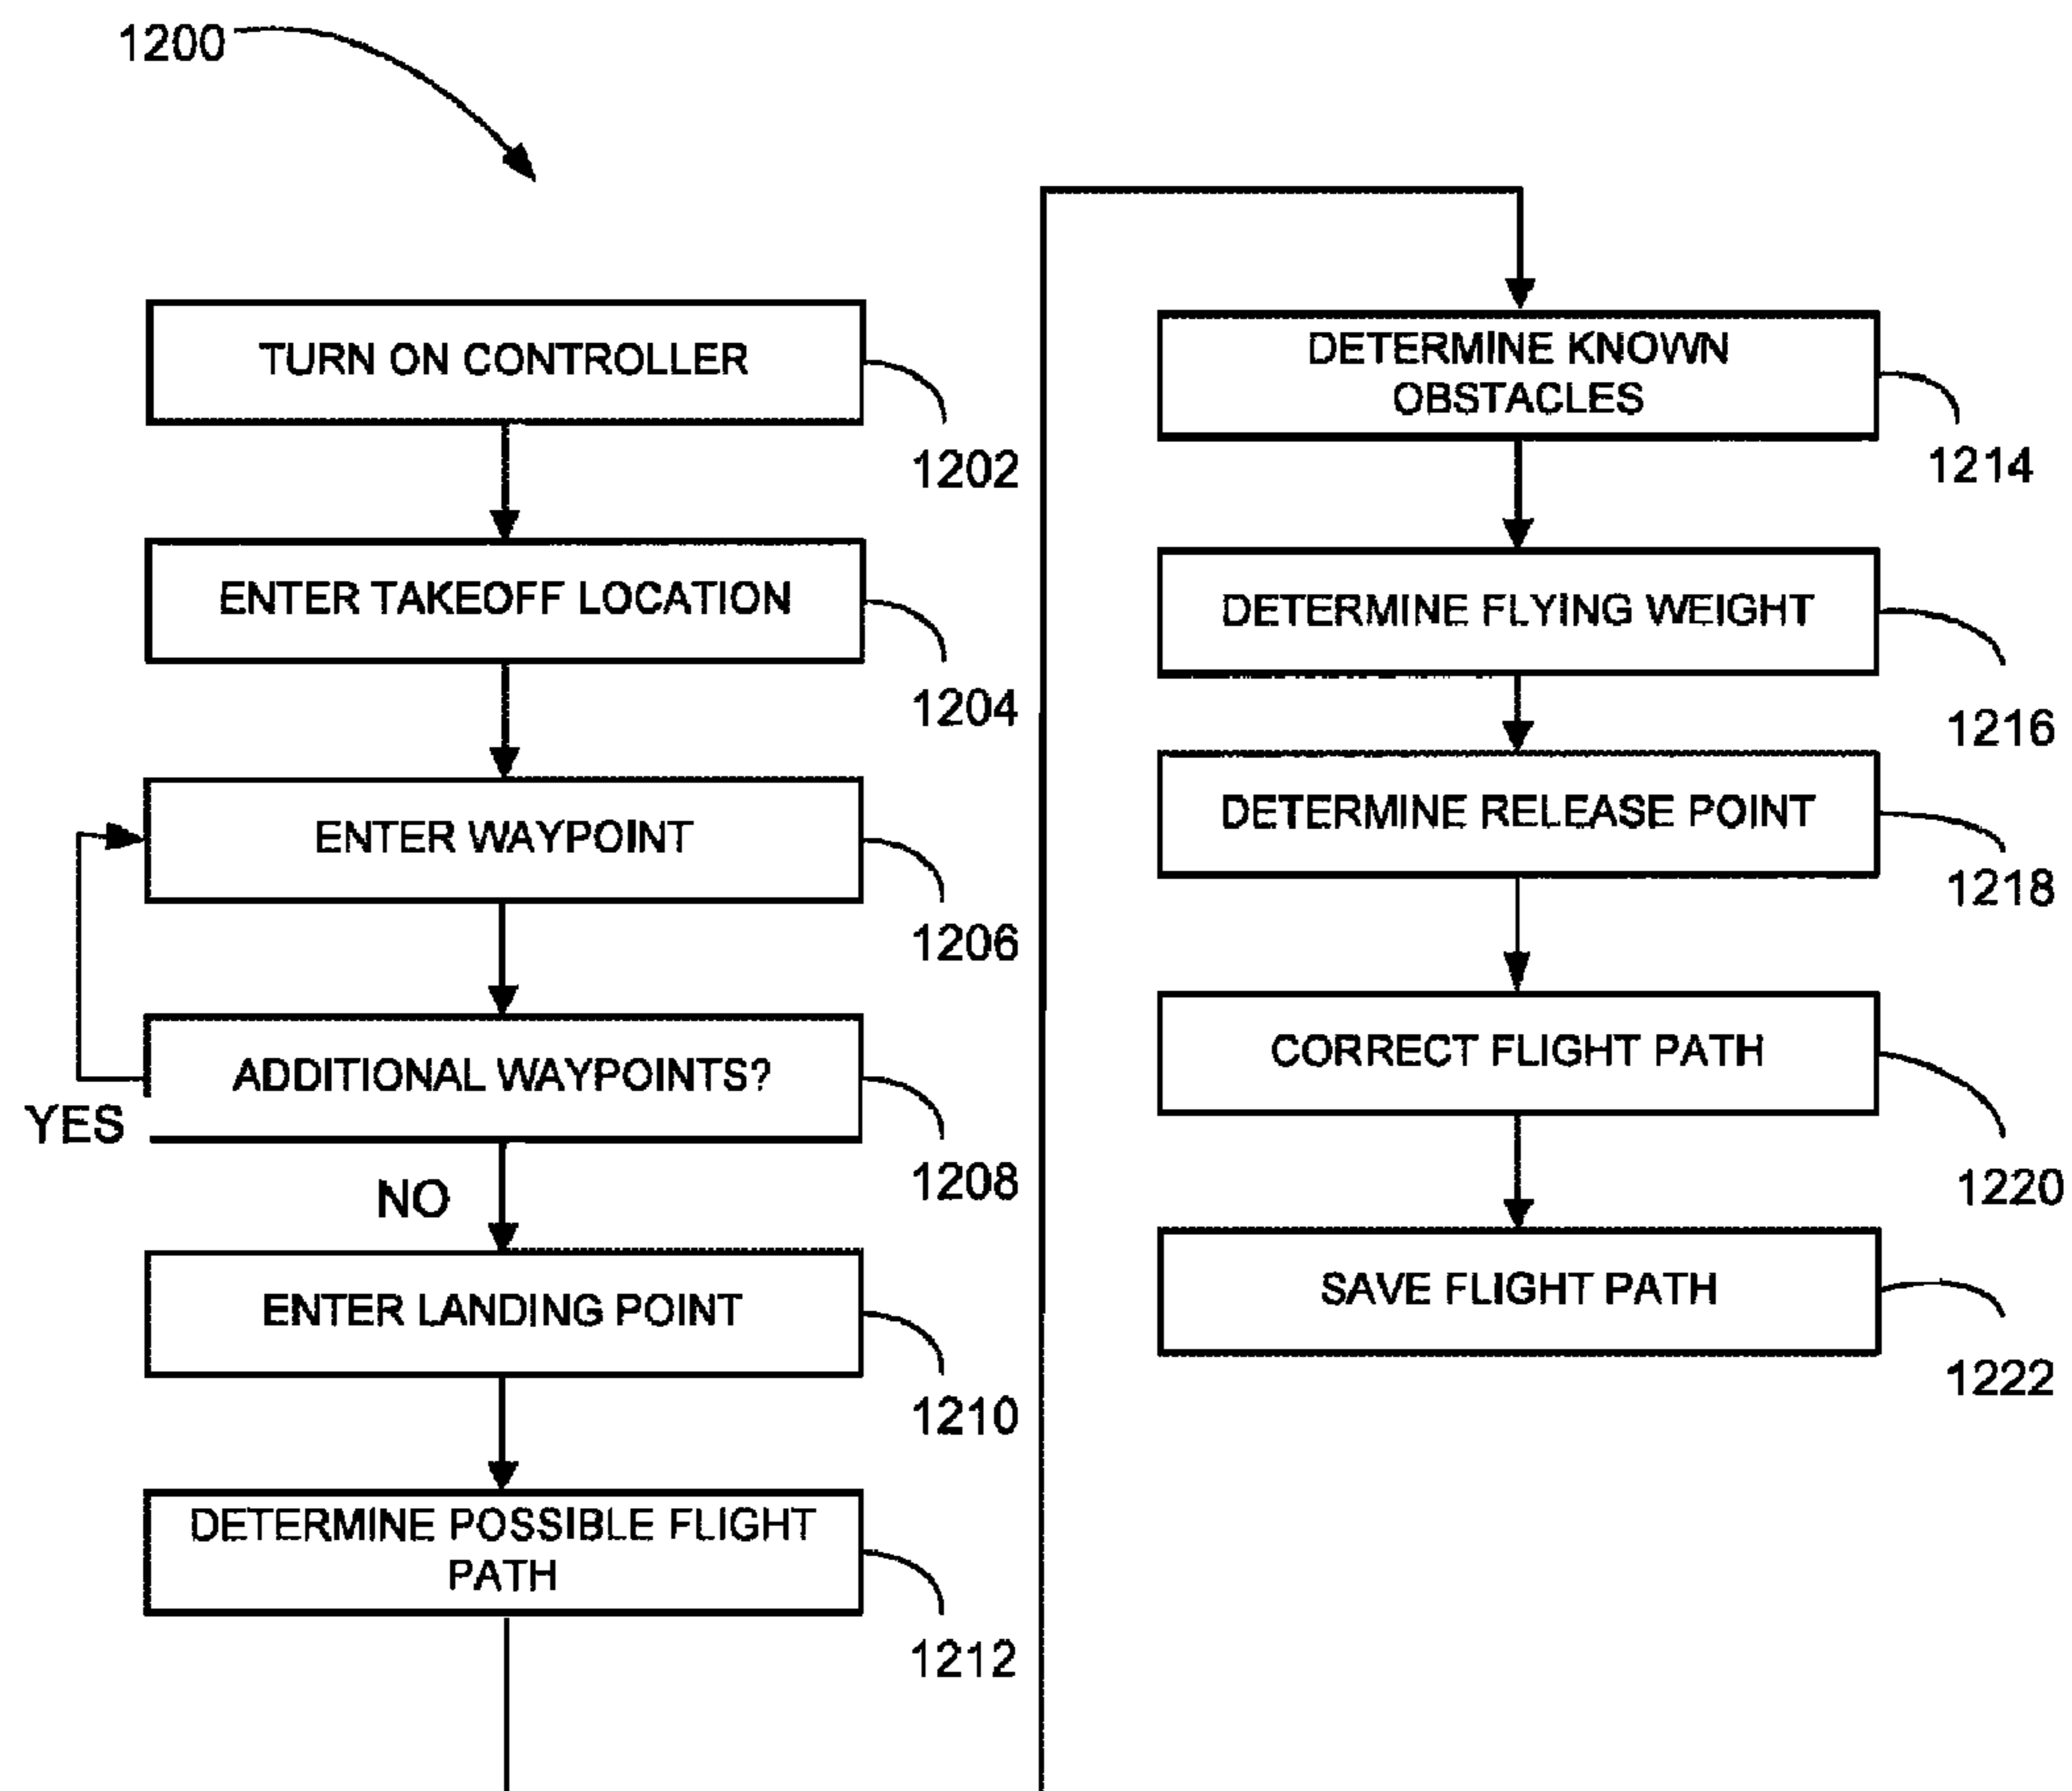 1200
TURN ON CONTROLLER
1202
ENTER TAKEOFF LOCATION
1204
ENTER WAYPOINT
1206
ADDITIONAL WAYPOINTS?
YES
1208
NO
ENTER LANDING POINT
1210
DETERMINE POSSIBLE FLIGHT
PATH
1212
DETERMINE KNOWN
OBSTACLES
1214
DETERMINE FLYING WEIGHT
1216
DETERMINE RELEASE POINT
1218
CORRECT FLIGHT PATH
1220
SAVE FLIGHT PATH
1222